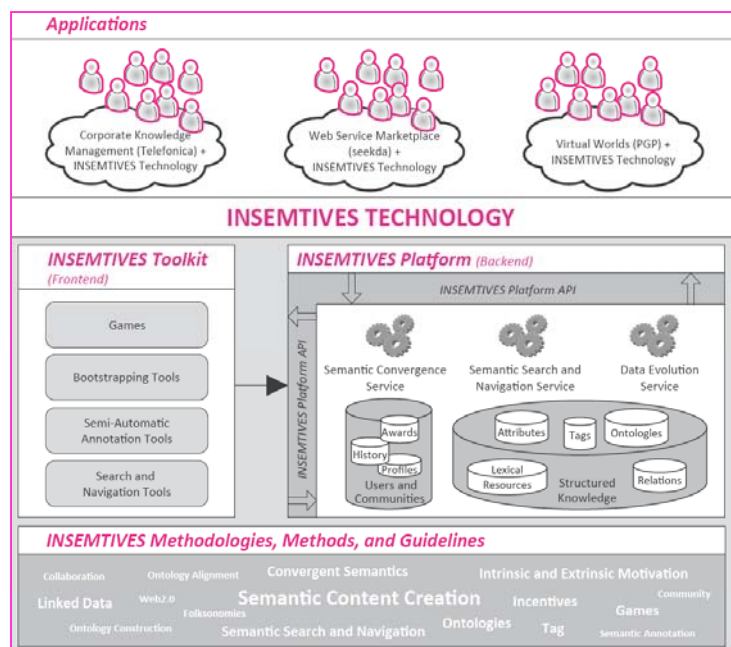 Applications
Corporate Knowledge
Management (Telefonica) +
INSEMTIVES Technology
Web Service Marketplace
(seekda) +
INSEMTIVES Technology
Virtual Worlds (PGP) +
INSEMTIVES Technology
INSEMTIVES TECHNOLOGY
INSEMTIVES Toolkit
(Frontend)
Games
Bootstrapping Tools
Semi-Automatic
Annotation Tools
Search and
Navigation Tools
INSEMTIVES Platform (Backend)
INSEMTIVES Platform API
INSEMTIVES Platform API
Semantic Convergence
Service
Semantic Search and
Navigation Service
Data Evolution
Service
Awards
History
Profiles
Users and
Communities
Attributes
Tags
Ontologies
Lexical
Resources
Structured
Knowledge
Relations
INSEMTIVES Methodologies, Methods, and Guidelines
Collaboration
Ontology Alignment
Convergent Semantics
Intrinsic and Extrinsic Motivation
Linked Data
Web2.0
Folksonomies
Semantic Content Creation
Incentives
Community
Games
Ontology Construction
Semantic Search and Navigation
Ontologies
Tag
Semantic Annotation